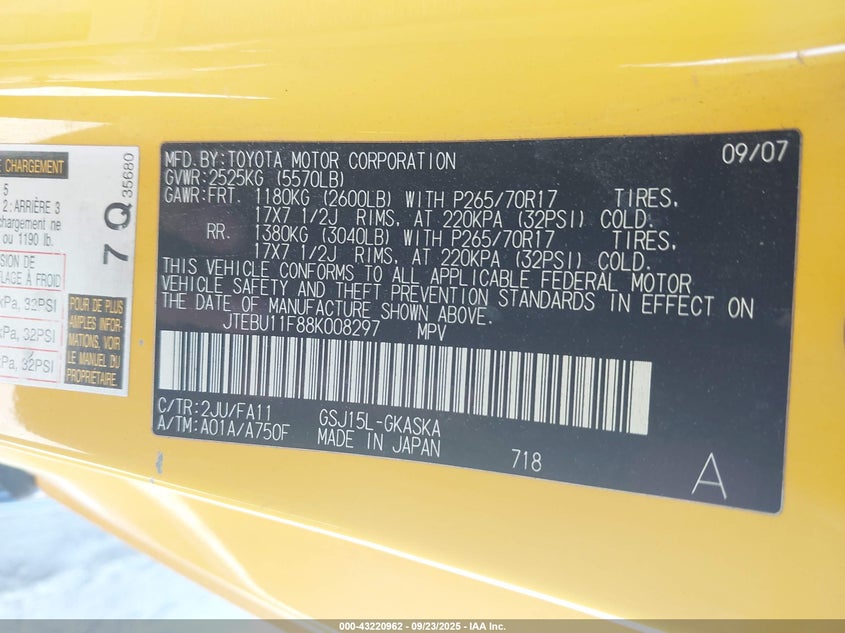 CHARGEMENT
5
2 : ARRIÈRE 3
chargement ne
ou 1190 lb.
7 Q 35680
SION DE
FLAGE À FROID
kPa, 32PSI
kPa, 32PSI
Pa, 32PSI
POUR DE PLUS
AMPLES INFOR-
MATIONS, VOIR
LE MANUEL DU
PROPRIÉTAIRE.
MFD. BY: TOYOTA MOTOR CORPORATION 09/07
GVWR: 2525KG (5570LB)
GAWR: FRT. 1180KG (2600LB) WITH P265/70R17 TIRES,
17X7 1/2J RIMS, AT 220KPA (32PSI) COLD.
RR. 1380KG (3040LB) WITH P265/70R17 TIRES,
17X7 1/2J RIMS, AT 220KPA (32PSI) COLD.
THIS VEHICLE CONFORMS TO ALL APPLICABLE FEDERAL MOTOR
VEHICLE SAFETY AND THEFT PREVENTION STANDARDS IN EFFECT ON
THE DATE OF MANUFACTURE SHOWN ABOVE.
JTEBU11F88K008297 MPV
C/TR: 2JU/FA11 GSJ15L-GKASKA
A/TM: A01A/A750F MADE IN JAPAN 718 A
000-43220962 - 09/23/2025 - IAA Inc.